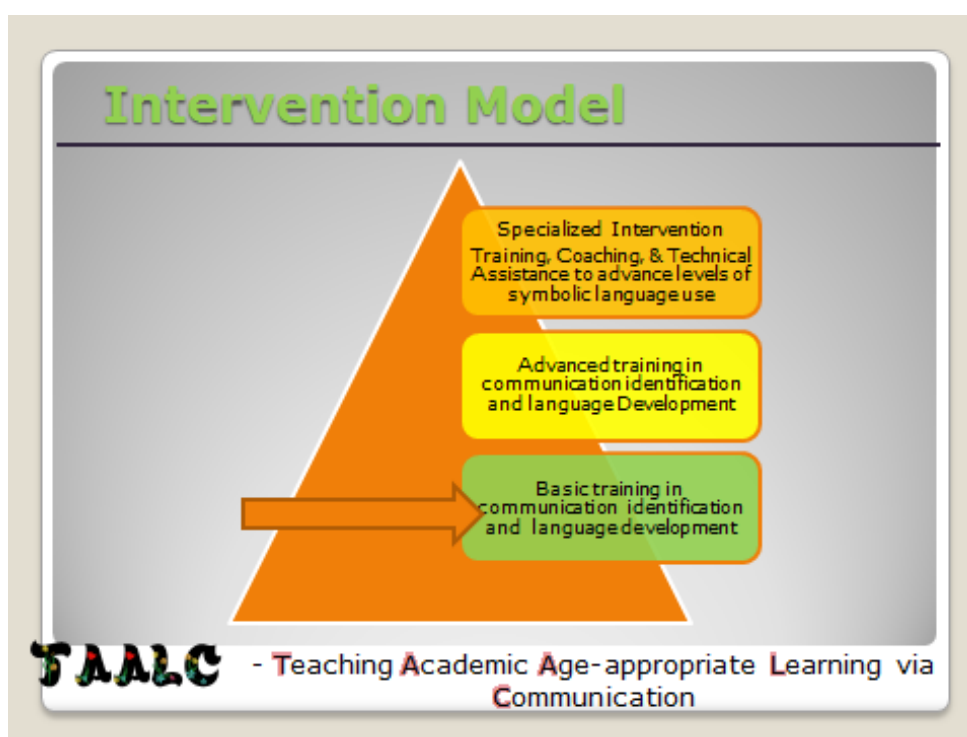 Intervention Model
Specialized Intervention
Training, Coaching, & Technical
Assistance to advance levels of
symbolic language use
Advanced training in
communication identification
and language Development
Basic training in
communication identification
and language development
TAALC - Teaching Academic Age-appropriate Learning via
Communication